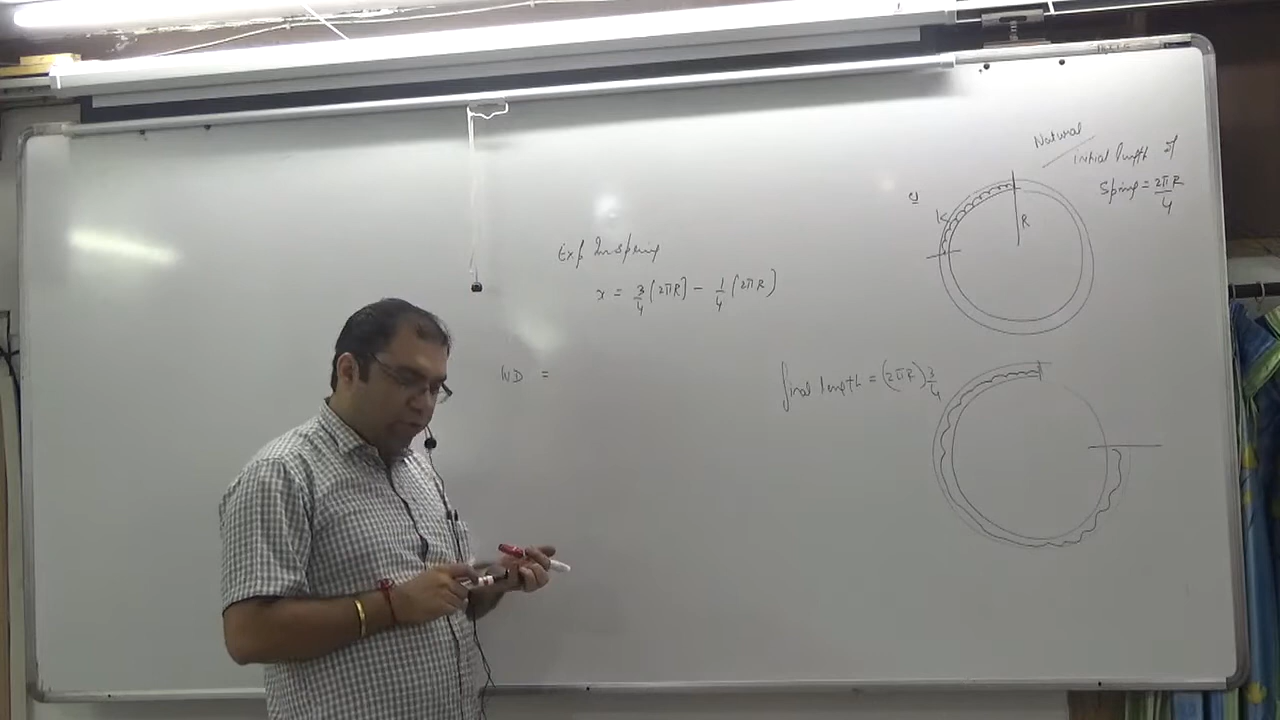 Natural
initial length of
Spring = 2πR/4
K
R
Exp In spring
x = 3/4 (2πR) - 1/4 (2πR)
WD =
final length = (2πR) 3/4